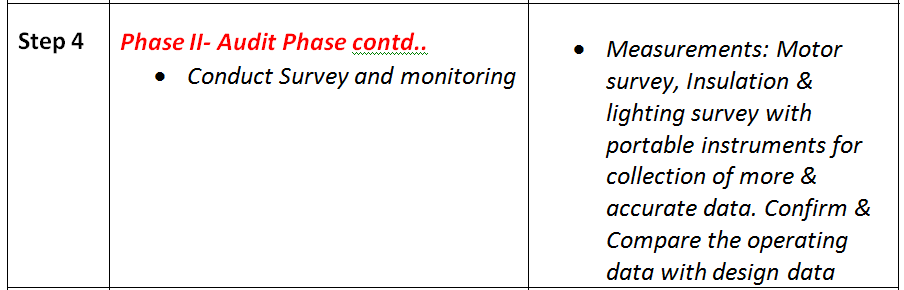 Step 4
Phase II- Audit Phase contd..
• Conduct Survey and monitoring
• Measurements: Motor
survey, Insulation &
lighting survey with
portable instruments for
collection of more &
accurate data. Confirm &
Compare the operating
data with design data